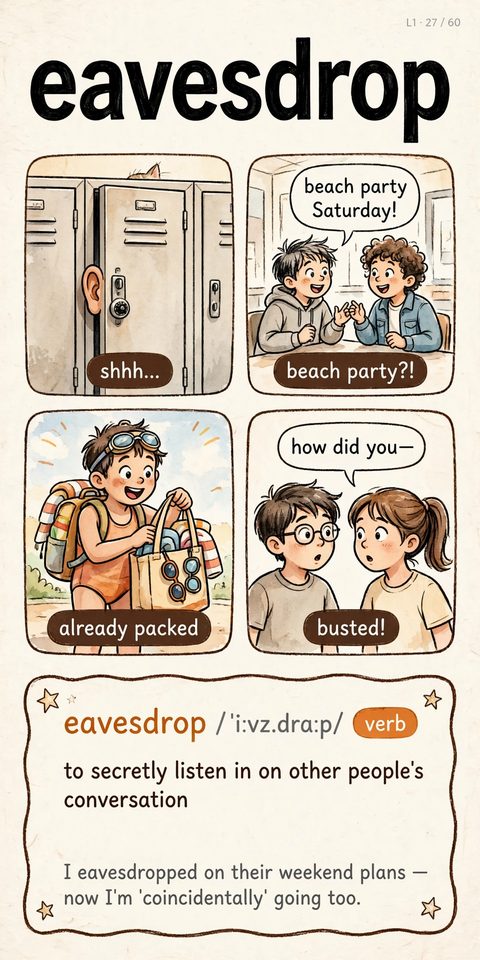 L1 · 27 / 60
eavesdrop
shhh...
beach party
Saturday!
beach party?!
already packed
how did you—
busted!
eavesdrop /ˈiːvz.drɑːp/ verb
to secretly listen in on other people's
conversation
I eavesdropped on their weekend plans —
now I'm 'coincidentally' going too.